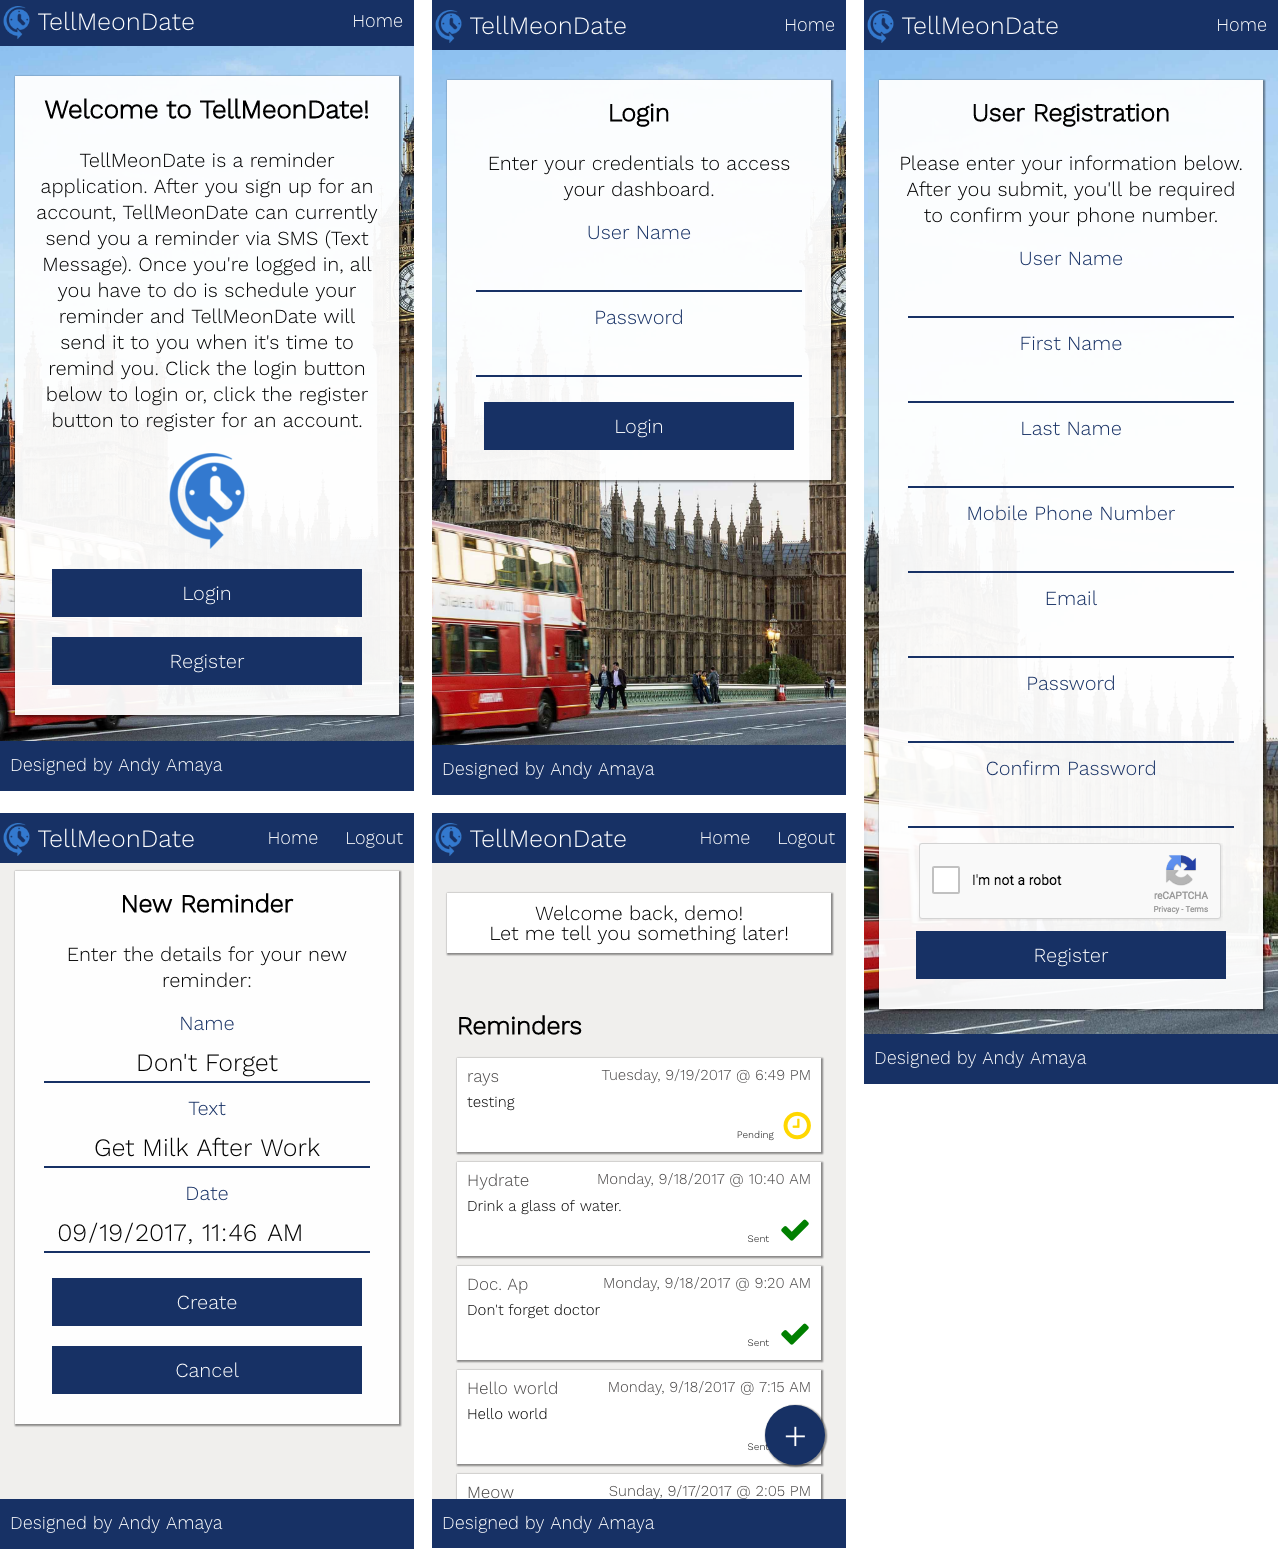 TellMeonDate
Home
Welcome to TellMeonDate!
TellMeonDate is a reminder
application. After you sign up for an
account, TellMeonDate can currently
send you a reminder via SMS (Text
Message). Once you're logged in, all
you have to do is schedule your
reminder and TellMeonDate will
send it to you when it's time to
remind you. Click the login button
below to login or, click the register
button to register for an account.
Login
Register
Designed by Andy Amaya
TellMeonDate
Home
Login
Enter your credentials to access
your dashboard.
User Name
Password
Login
Designed by Andy Amaya
TellMeonDate
Home
User Registration
Please enter your information below.
After you submit, you'll be required
to confirm your phone number.
User Name
First Name
Last Name
Mobile Phone Number
Email
Password
Confirm Password
I'm not a robot
reCAPTCHA
Privacy - Terms
Register
Designed by Andy Amaya
TellMeonDate
Home Logout
New Reminder
Enter the details for your new
reminder:
Name
Don't Forget
Text
Get Milk After Work
Date
09/19/2017, 11:46 AM
Create
Cancel
Designed by Andy Amaya
TellMeonDate
Home Logout
Welcome back, demo!
Let me tell you something later!
Reminders
rays Tuesday, 9/19/2017 @ 6:49 PM
testing
Pending
Hydrate Monday, 9/18/2017 @ 10:40 AM
Drink a glass of water.
Sent
Doc. Ap Monday, 9/18/2017 @ 9:20 AM
Don't forget doctor
Sent
Hello world Monday, 9/18/2017 @ 7:15 AM
Hello world
Sent
+
Meow Sunday, 9/17/2017 @ 2:05 PM
Designed by Andy Amaya